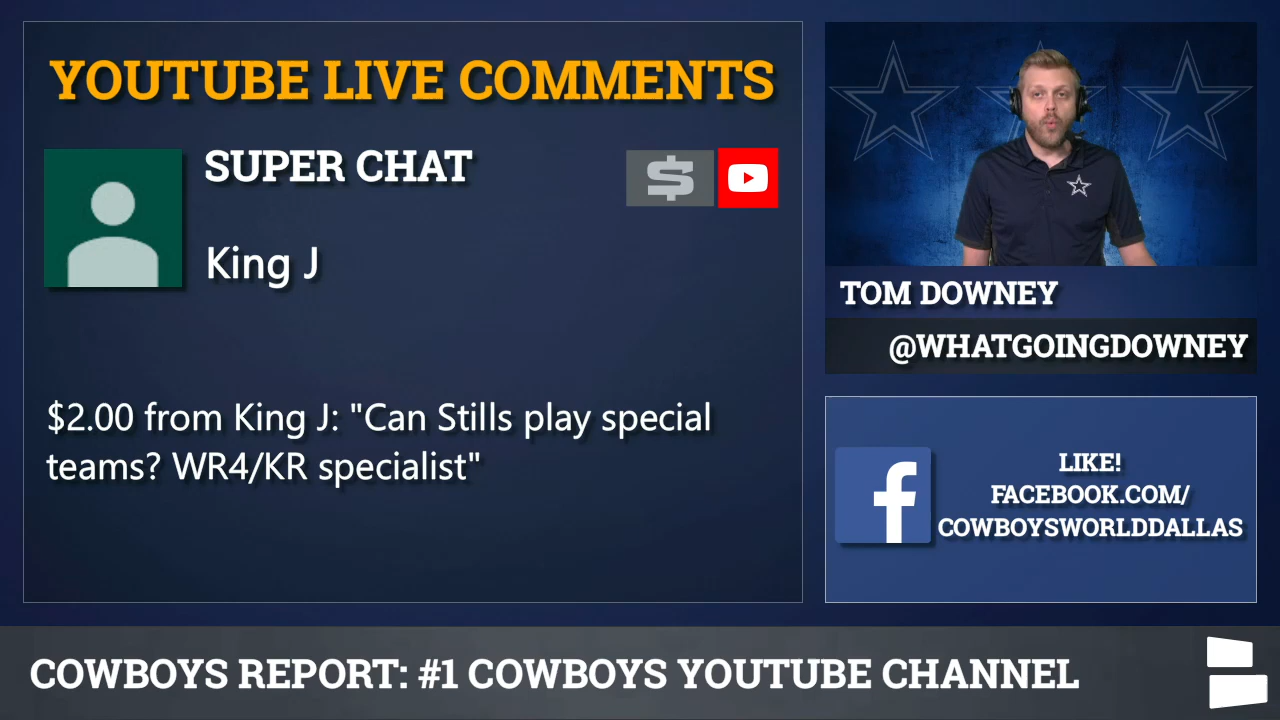 YOUTUBE LIVE COMMENTS
SUPER CHAT
King J
$2.00 from King J: "Can Stills play special
teams? WR4/KR specialist"
TOM DOWNEY
@WHATGOINGDOWNEY
LIKE!
FACEBOOK.COM/
COWBOYSWORLDDALLAS
COWBOYS REPORT: #1 COWBOYS YOUTUBE CHANNEL